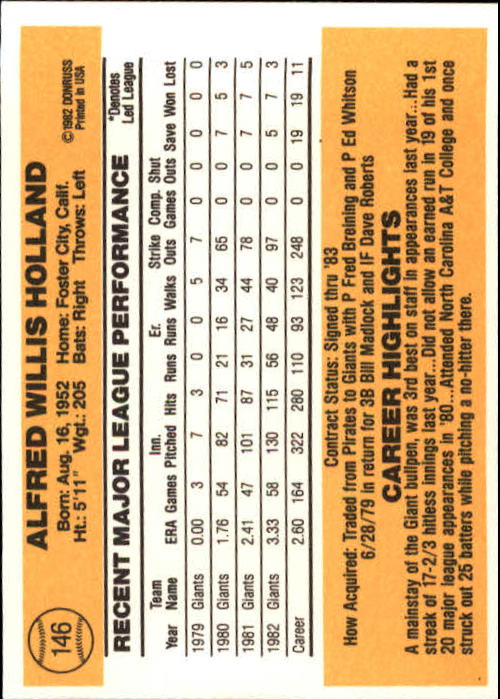 146
ALFRED WILLIS HOLLAND
Born: Aug. 16, 1952 Home: Foster City, Calif.
Ht.: 5'11" Wgt.: 205 Bats: Right Throws: Left
©1982 DONRUSS
Printed in USA
RECENT MAJOR LEAGUE PERFORMANCE
*Denotes
Led League
Team Inn. Er. Strike Comp. Shut
Year Name ERA Games Pitched Hits Runs Runs Walks Outs Games Outs Save Won Lost
1979 Giants 0.00 3 7 3 0 0 5 7 0 0 0 0 0
1980 Giants 1.76 54 82 71 21 16 34 65 0 0 7 5 3
1981 Giants 2.41 47 101 87 31 27 44 78 0 0 7 7 5
1982 Giants 3.33 58 130 115 56 48 40 97 0 0 5 7 3
Career 2.60 164 322 280 110 93 123 248 0 0 19 19 11
Contract Status: Signed thru '83
How Acquired: Traded from Pirates to Giants with P Fred Breining and P Ed Whitson
6/28/79 in return for 3B Bill Madlock and IF Dave Roberts
CAREER HIGHLIGHTS
A mainstay of the Giant bullpen, was 3rd best on staff in appearances last year...Had a
streak of 17-2/3 hitless innings last year...Did not allow an earned run in 19 of his 1st
20 major league appearances in '80...Attended North Carolina A&T College and once
struck out 25 batters while pitching a no-hitter there.